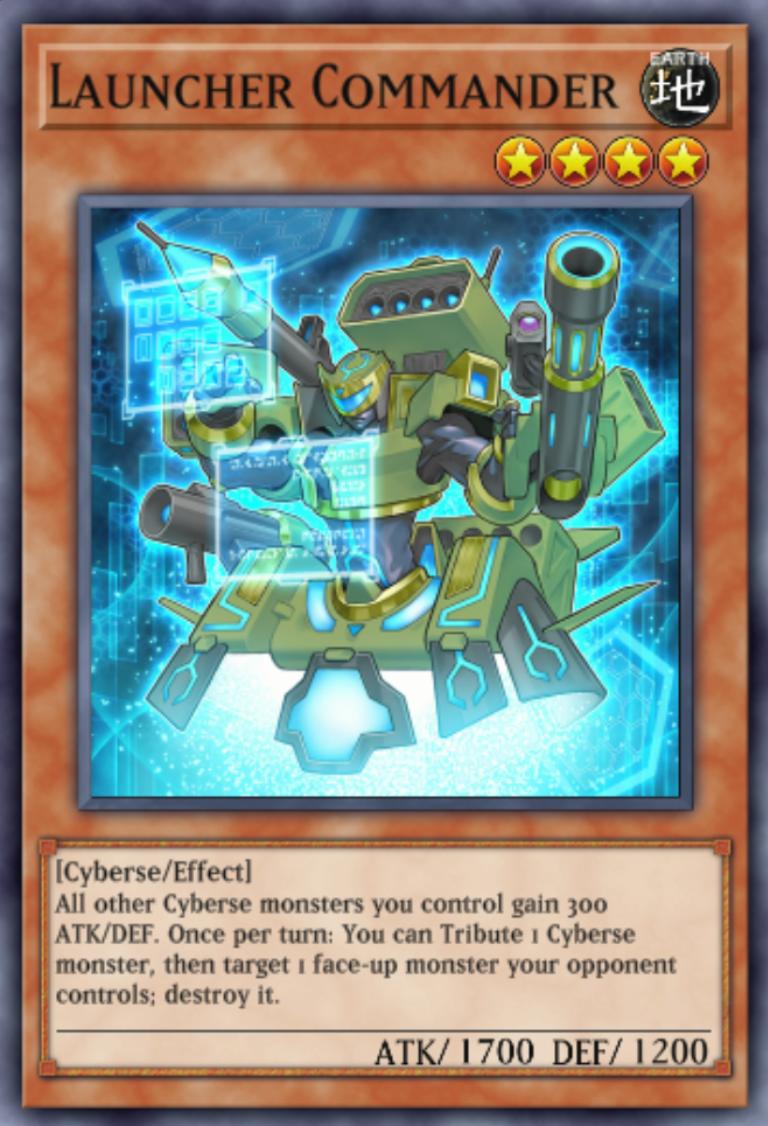 LAUNCHER COMMANDER
EARTH
地
[Cyberse/Effect]
All other Cyberse monsters you control gain 300
ATK/DEF. Once per turn: You can Tribute 1 Cyberse
monster, then target 1 face-up monster your opponent
controls; destroy it.
ATK/ 1700 DEF/ 1200